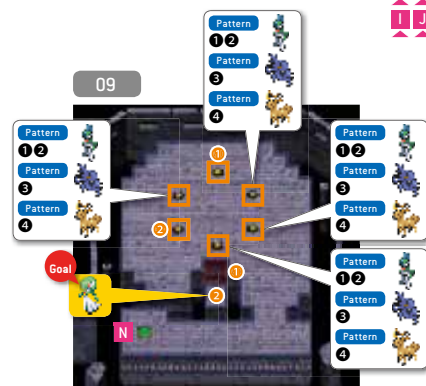 I J
09
Pattern
❶❷
Pattern
❸
Pattern
❹
Pattern
❶❷
Pattern
❸
Pattern
❹
①
Pattern
❶❷
Pattern
❸
Pattern
❹
②
Goal
①
②
N
Pattern
❶❷
Pattern
❸
Pattern
❹